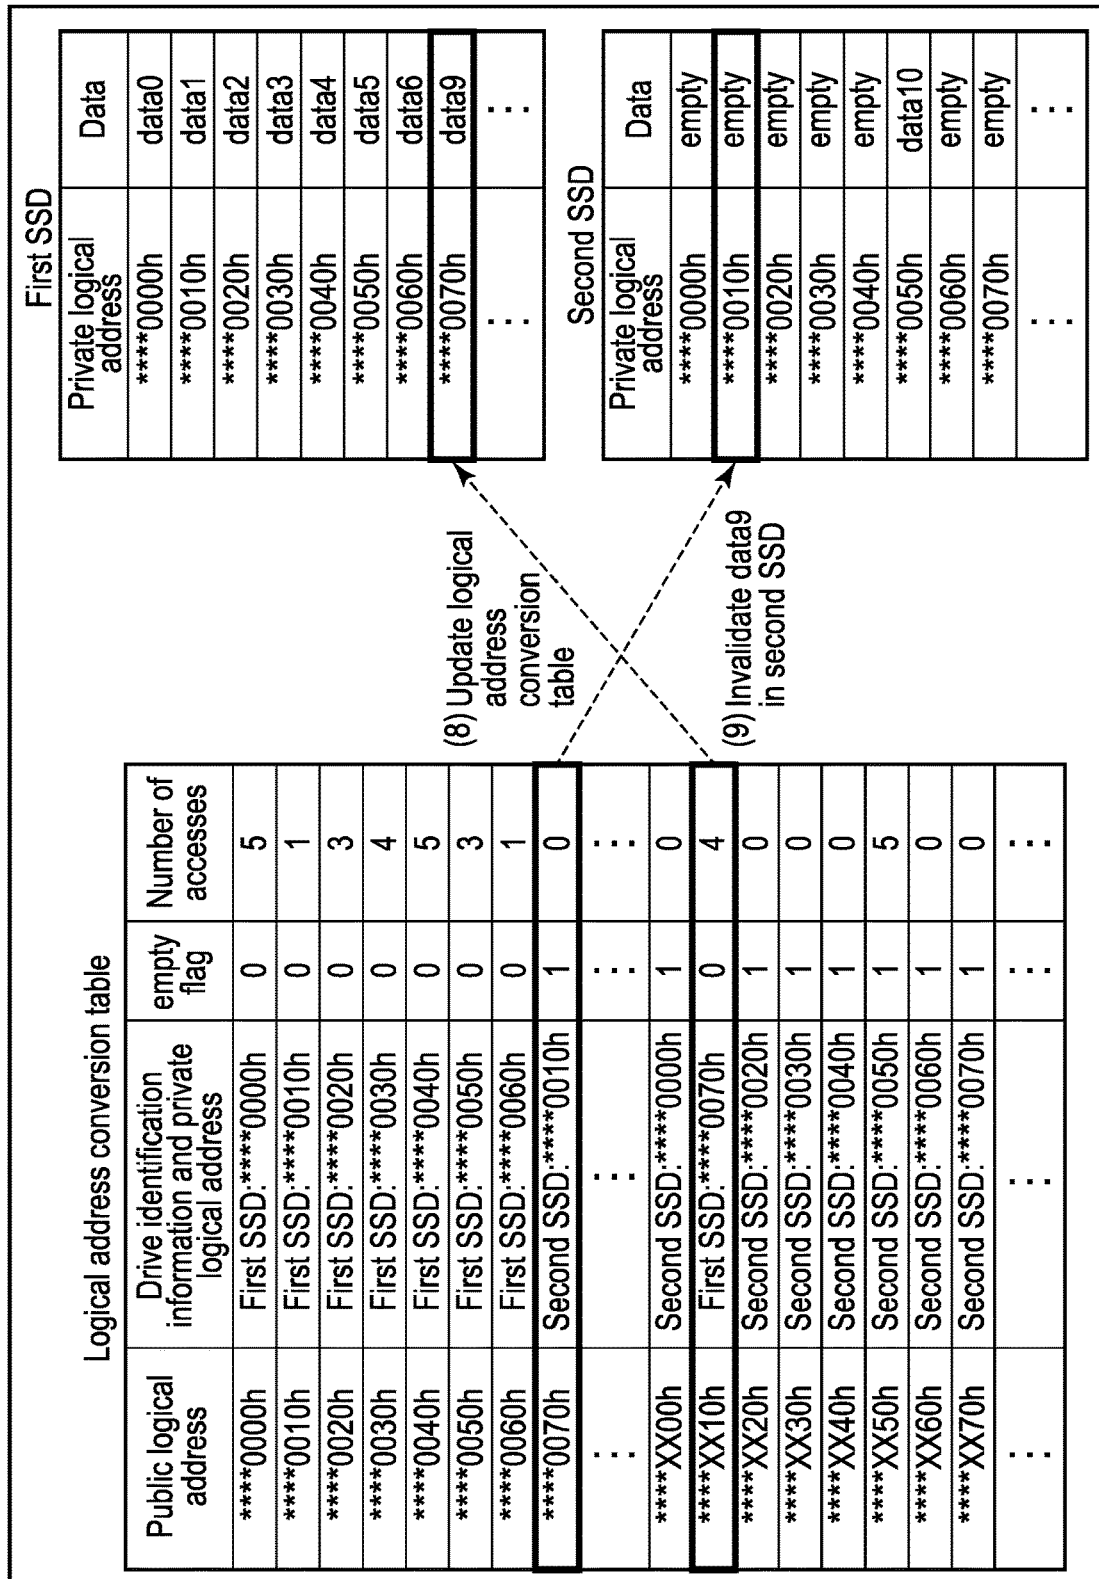 Logical address conversion table
Public logical address | Drive identification information and private logical address | empty flag | Number of accesses
****0000h | First SSD:****0000h | 0 | 5
****0010h | First SSD:****0010h | 0 | 1
****0020h | First SSD:****0020h | 0 | 3
****0030h | First SSD:****0030h | 0 | 4
****0040h | First SSD:****0040h | 0 | 5
****0050h | First SSD:****0050h | 0 | 3
****0060h | First SSD:****0060h | 0 | 1
****0070h | Second SSD:****0010h | 1 | 0
... | ... | ... | ...
****XX00h | Second SSD:****0000h | 1 | 0
****XX10h | First SSD:****0070h | 0 | 4
****XX20h | Second SSD:****0020h | 1 | 0
****XX30h | Second SSD:****0030h | 1 | 0
****XX40h | Second SSD:****0040h | 1 | 0
****XX50h | Second SSD:****0050h | 1 | 5
****XX60h | Second SSD:****0060h | 1 | 0
****XX70h | Second SSD:****0070h | 1 | 0
... | ... | ... | ...
(8) Update logical
address
conversion
table
(9) Invalidate data9
in second SSD
First SSD
Private logical address | Data
****0000h | data0
****0010h | data1
****0020h | data2
****0030h | data3
****0040h | data4
****0050h | data5
****0060h | data6
****0070h | data9
... | ...
Second SSD
Private logical address | Data
****0000h | empty
****0010h | empty
****0020h | empty
****0030h | empty
****0040h | empty
****0050h | data10
****0060h | empty
****0070h | empty
... | ...